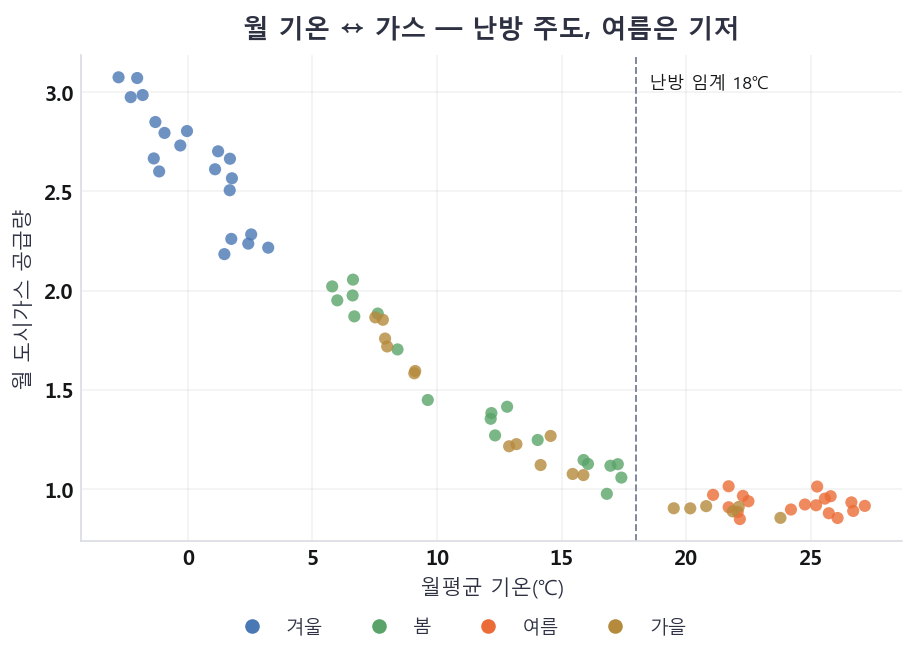 월 기온 ↔ 가스 — 난방 주도, 여름은 기저
난방 임계 18℃
월 도시가스 공급량
3.0
2.5
2.0
1.5
1.0
0 5 10 15 20 25
월평균 기온(℃)
겨울 봄 여름 가을